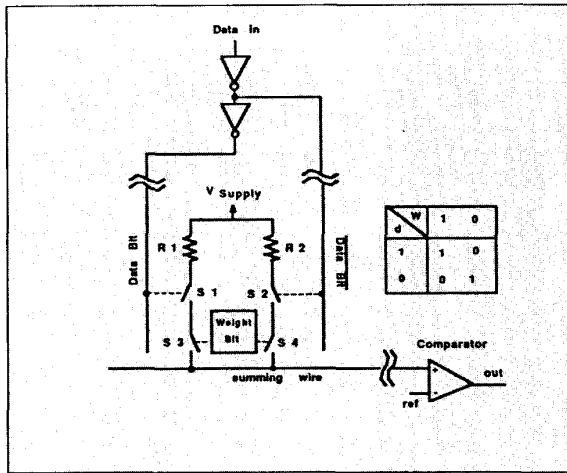 Data In
V Supply
R 1
R 2
Data Bit
Data Bit
S 1
S 2
Weight
Bit
S 3
S 4
summing wire
W 1 0
d
1 1 0
0 0 1
Comparator
+
-
out
ref